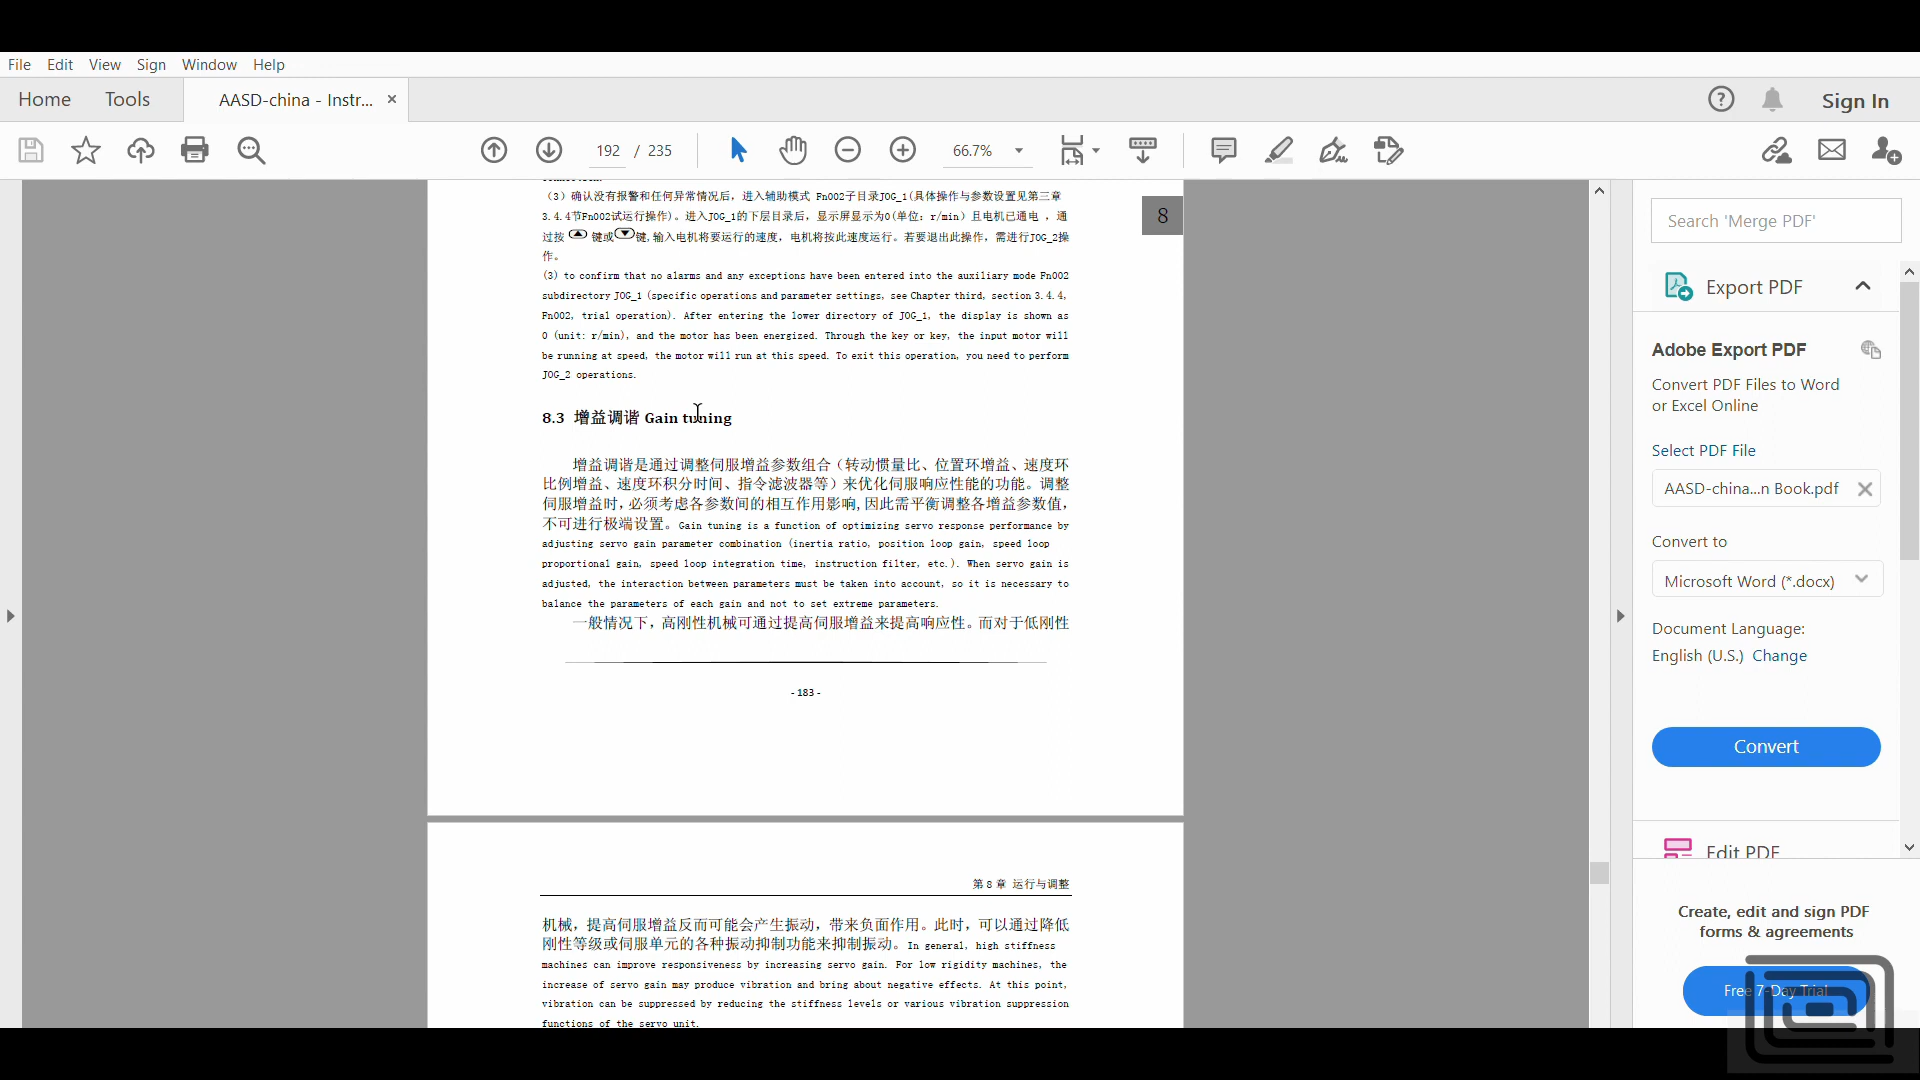 File Edit View Sign Window Help
Home Tools AASD-china - Instr... × Sign In
192 / 235 66.7%
(3) 确认没有报警和任何异常情况后，进入辅助模式 Fn002子目录JOG_1(具体操作与参数设置见第三章
3.4.4节Fn002试运行操作)。进入JOG_1的下层目录后，显示屏显示为0(单位: r/min) 且电机已通电 ，通
过按 键或 键, 输入电机将要运行的速度，电机将按此速度运行。若要退出此操作，需进行JOG_2操
作。
(3) to confirm that no alarms and any exceptions have been entered into the auxiliary mode Fn002
subdirectory JOG_1 (specific operations and parameter settings, see Chapter third, section 3.4.4,
Fn002, trial operation). After entering the lower directory of JOG_1, the display is shown as
0 (unit: r/min), and the motor has been energized. Through the key or key, the input motor will
be running at speed, the motor will run at this speed. To exit this operation, you need to perform
JOG_2 operations.
8
8.3 增益调谐 Gain tuning
增益调谐是通过调整伺服增益参数组合（转动惯量比、位置环增益、速度环
比例增益、速度环积分时间、指令滤波器等）来优化伺服响应性能的功能。调整
伺服增益时，必须考虑各参数间的相互作用影响,因此需平衡调整各增益参数值，
不可进行极端设置。Gain tuning is a function of optimizing servo response performance by
adjusting servo gain parameter combination (inertia ratio, position loop gain, speed loop
proportional gain, speed loop integration time, instruction filter, etc.). When servo gain is
adjusted, the interaction between parameters must be taken into account, so it is necessary to
balance the parameters of each gain and not to set extreme parameters.
一般情况下，高刚性机械可通过提高伺服增益来提高响应性。而对于低刚性
- 183 -
第 8 章 运行与调整
机械，提高伺服增益反而可能会产生振动，带来负面作用。此时，可以通过降低
刚性等级或伺服单元的各种振动抑制功能来抑制振动。In general, high stiffness
machines can improve responsiveness by increasing servo gain. For low rigidity machines, the
increase of servo gain may produce vibration and bring about negative effects. At this point,
vibration can be suppressed by reducing the stiffness levels or various vibration suppression
functions of the servo unit.
Search 'Merge PDF'
Export PDF
Adobe Export PDF
Convert PDF Files to Word
or Excel Online
Select PDF File
AASD-china...n Book.pdf
Convert to
Microsoft Word (*.docx)
Document Language:
English (U.S.) Change
Convert
Edit PDF
Create, edit and sign PDF
forms & agreements
Free 7-Day Trial